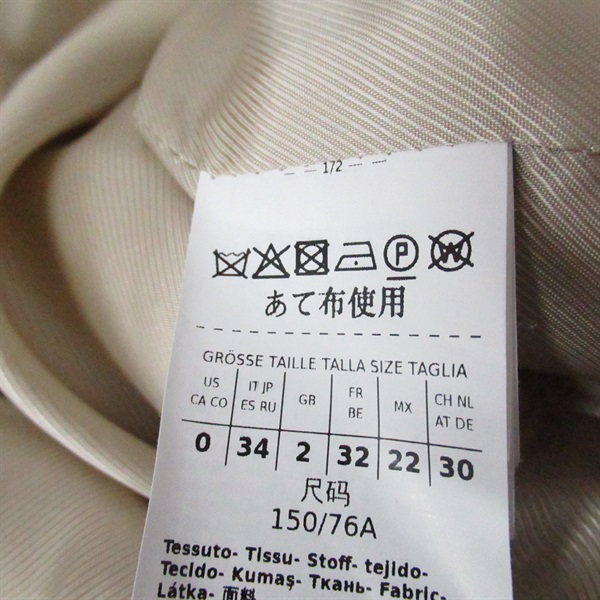 1/2
P W
あて布使用
GRÖSSE TAILLE TALLA SIZE TAGLIA
US CA CO IT JP ES RU GB FR BE MX CH NL AT DE
0 34 2 32 22 30
尺码
150/76A
Tessuto- Tissu- Stoff- tejido-
Tecido- Kumaş- Ткань- Fabric-
Látka- 面料